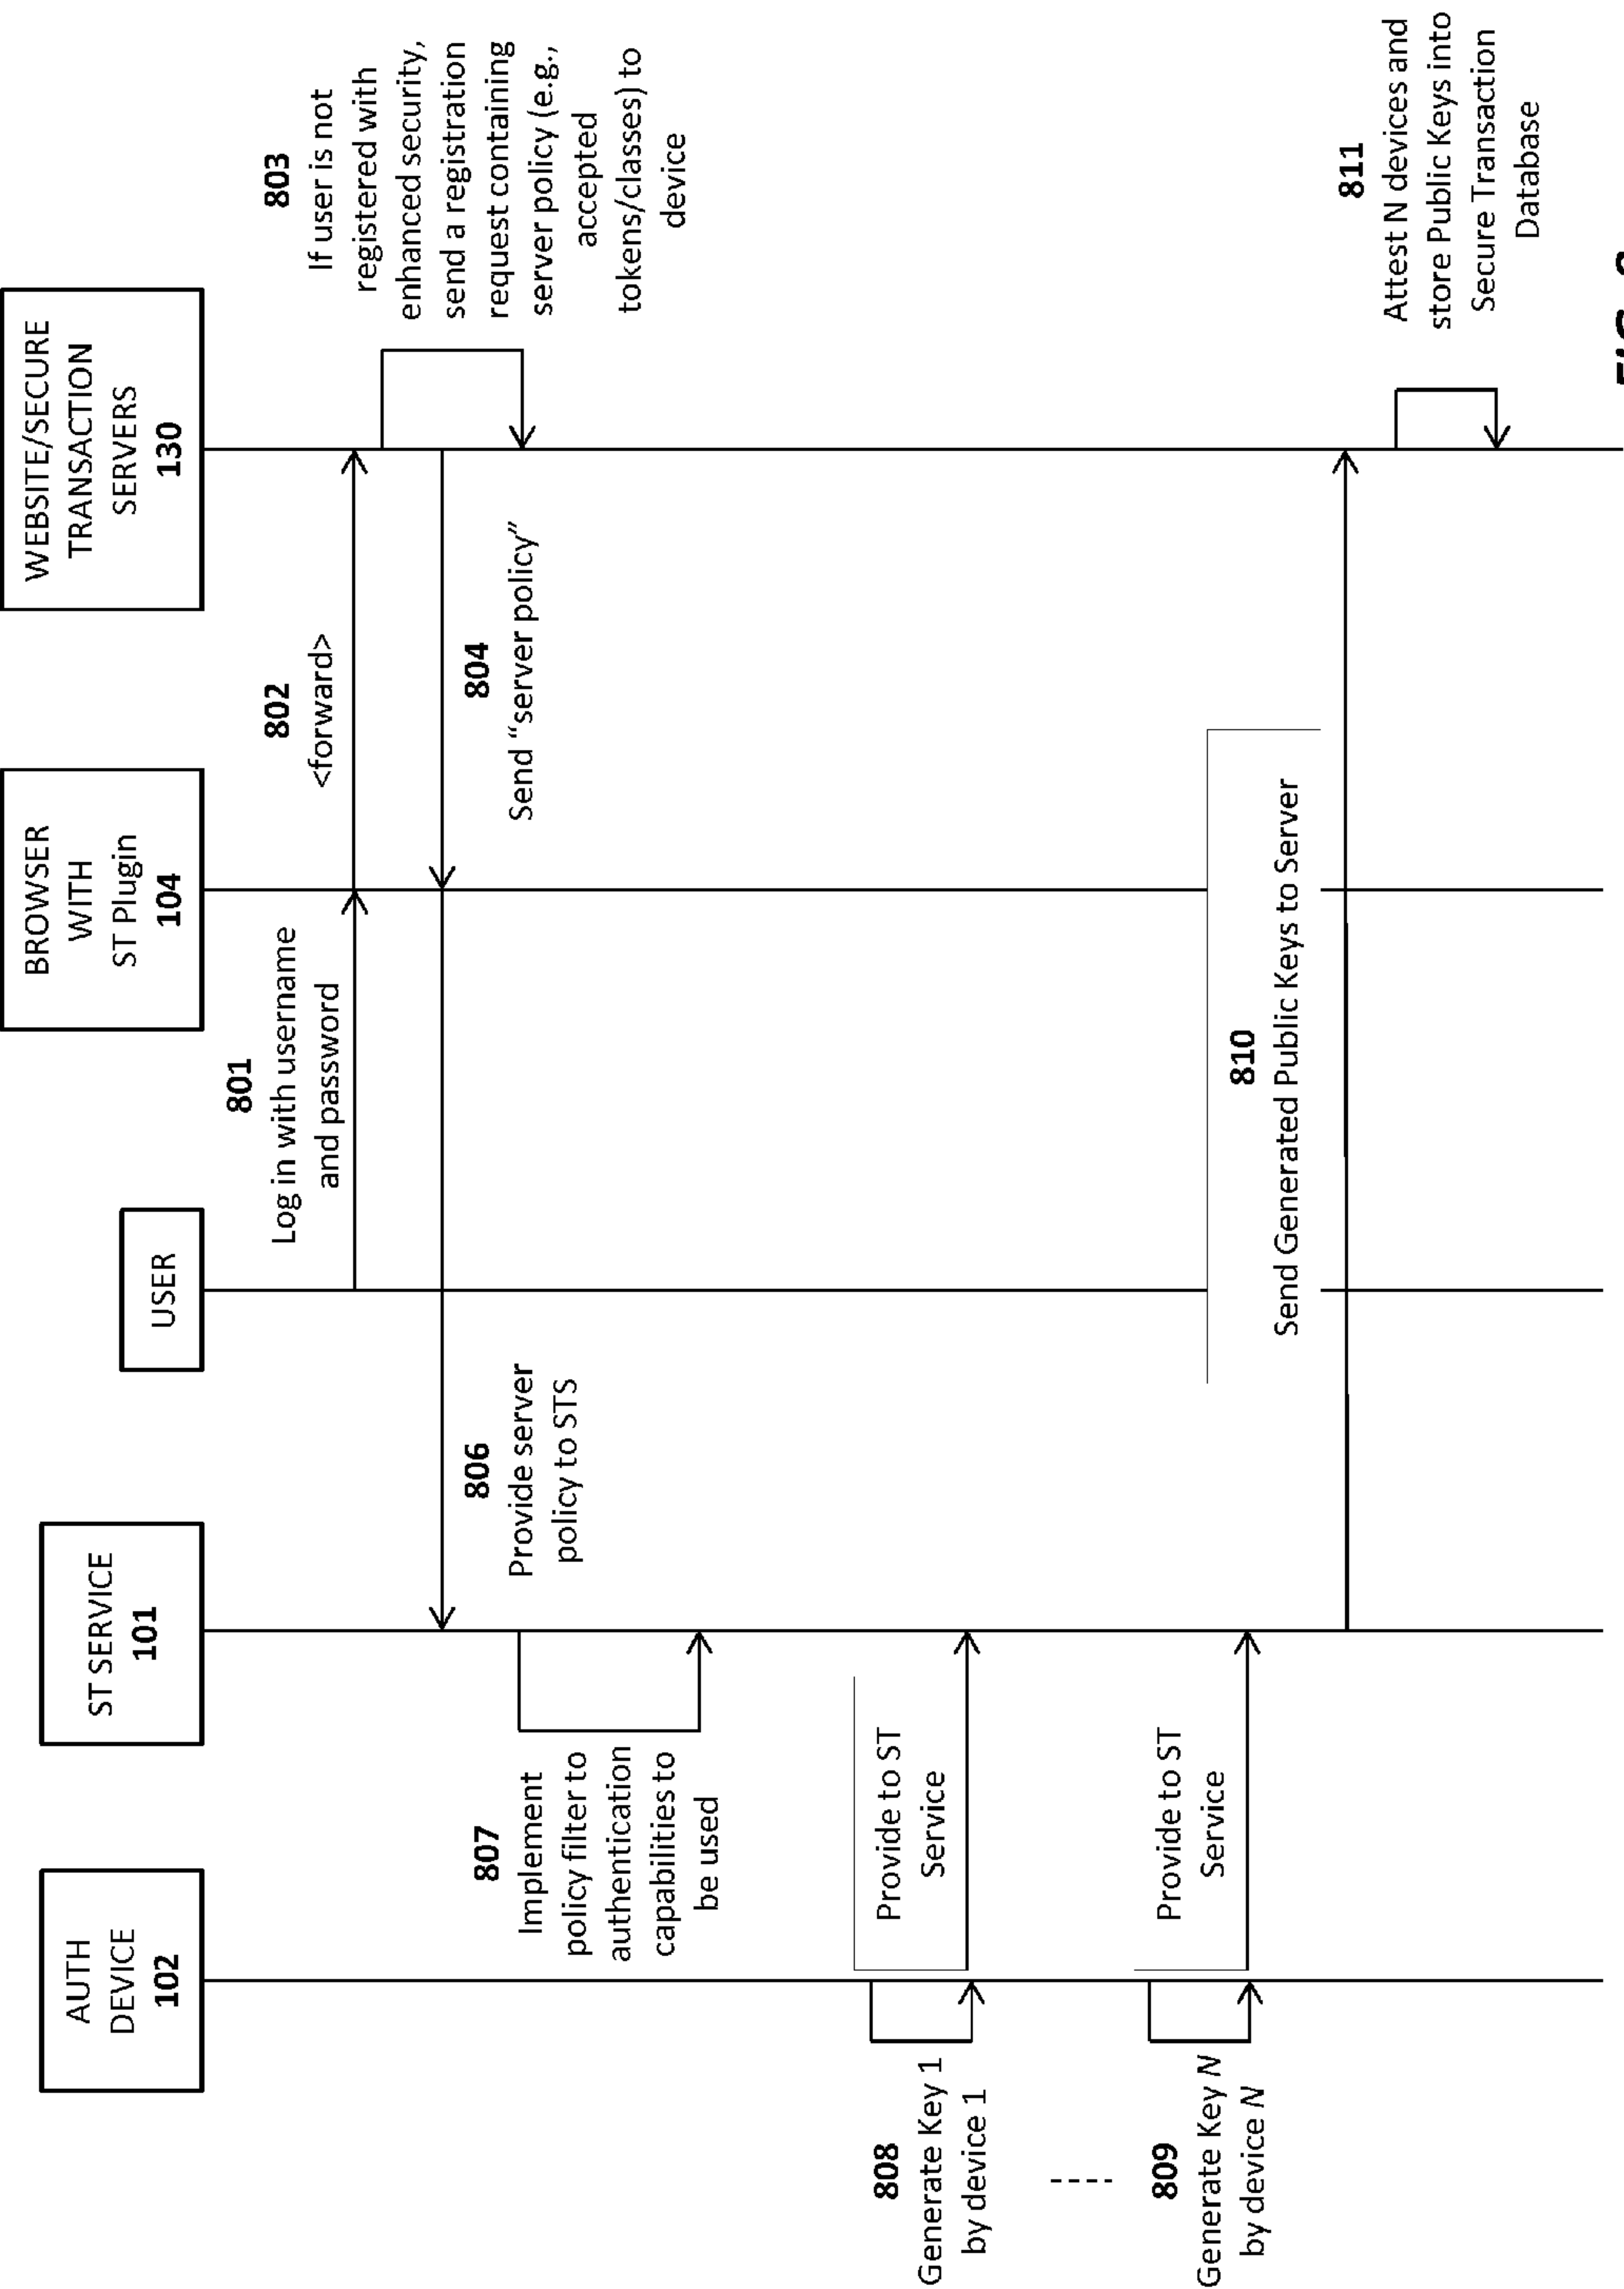 AUTH
DEVICE
102
ST SERVICE
101
USER
BROWSER
WITH
ST Plugin
104
WEBSITE/SECURE
TRANSACTION
SERVERS
130
801
Log in with username
and password
802
<forward>
803
If user is not
registered with
enhanced security,
send a registration
request containing
server policy (e.g.,
accepted
tokens/classes) to
device
804
Send “server policy”
806
Provide server
policy to STS
807
Implement
policy filter to
authentication
capabilities to
be used
808
Generate Key 1
by device 1
Provide to ST
Service
809
Generate Key N
by device N
Provide to ST
Service
810
Send Generated Public Keys to Server
811
Attest N devices and
store Public Keys into
Secure Transaction
Database